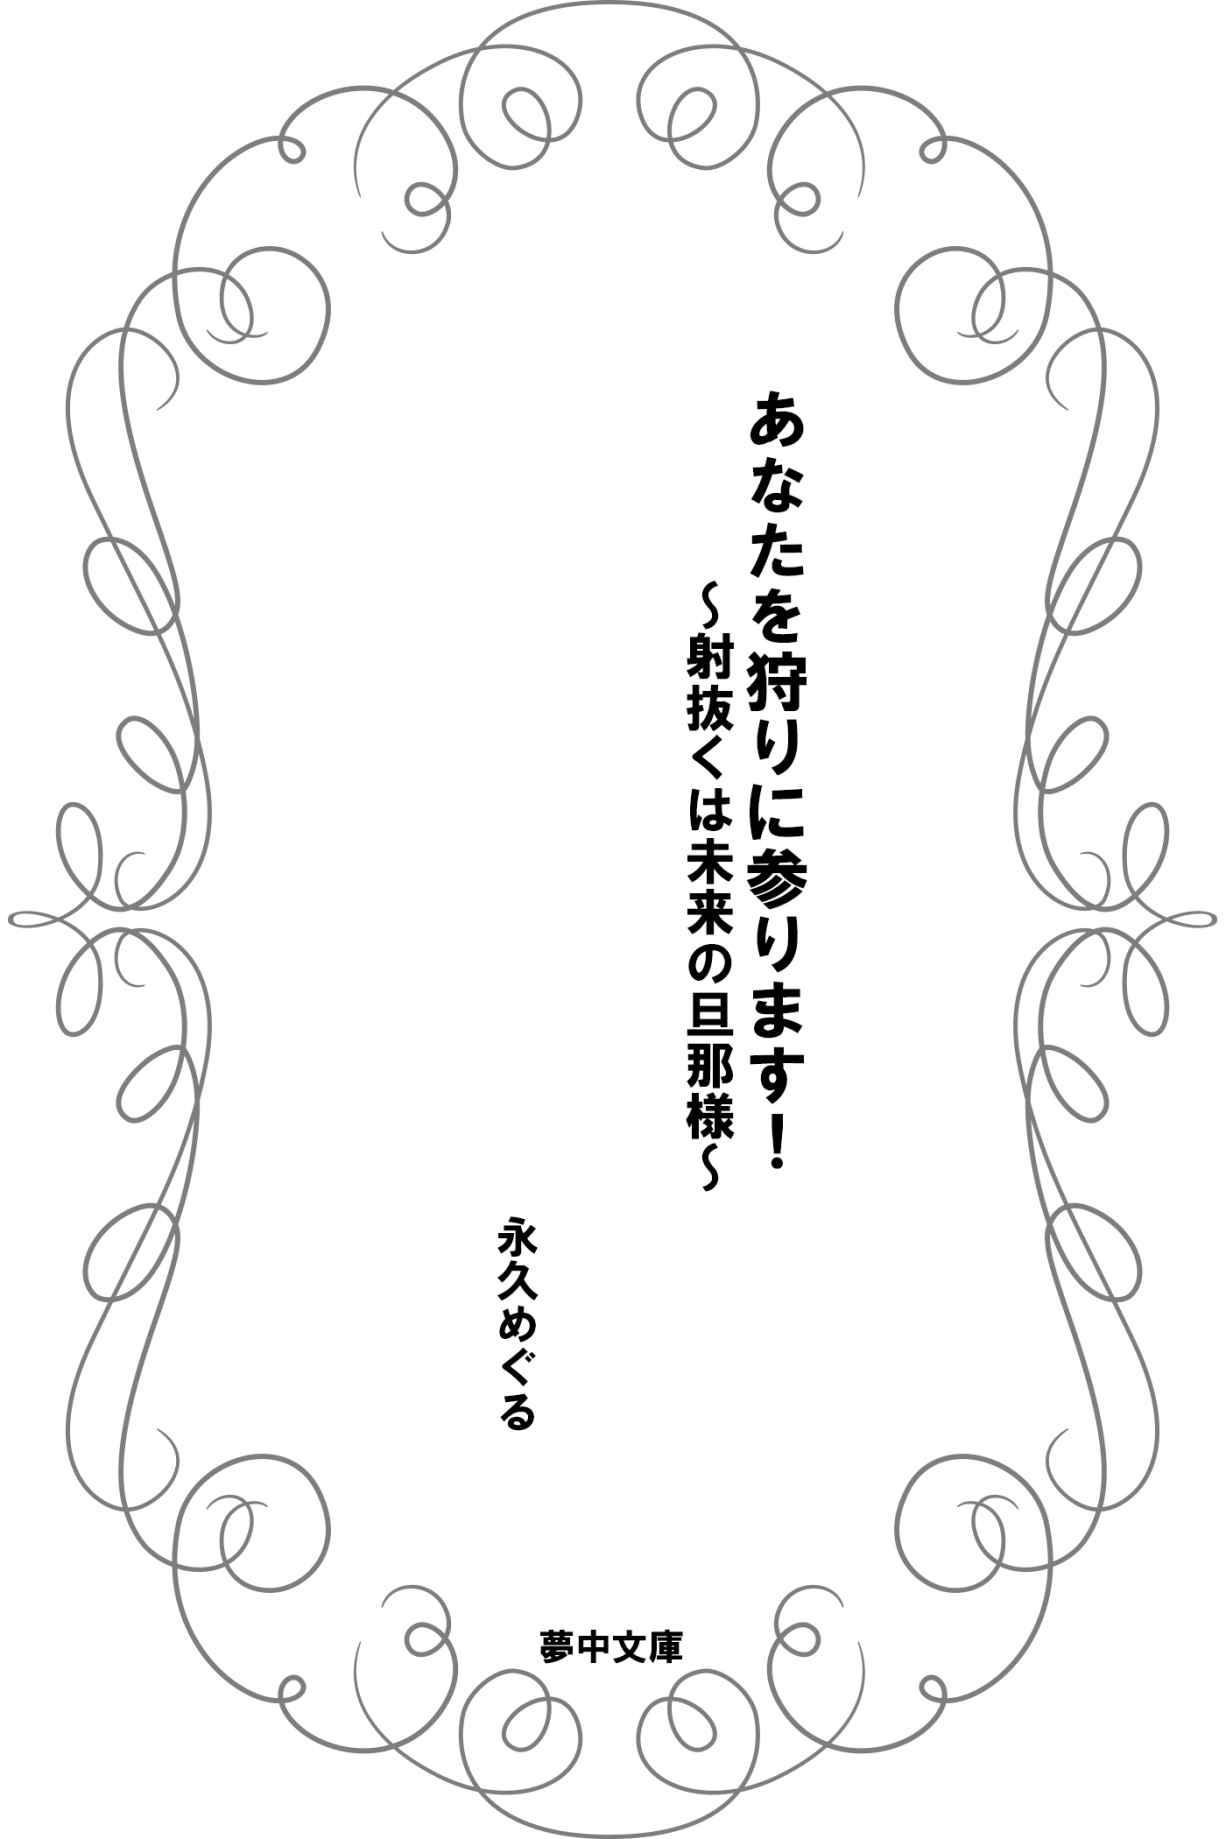 あなたを狩りに参ります！
～射抜くは未来の旦那様～
永久めぐる
夢中文庫